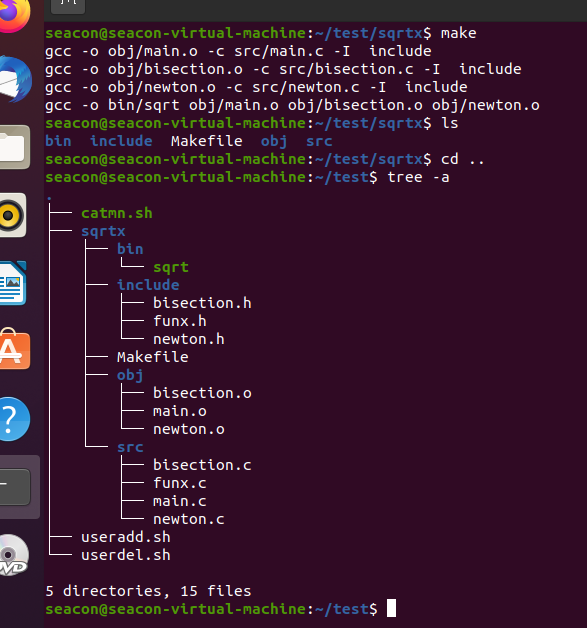 seacon@seacon-virtual-machine:~/test/sqrtx$ make
gcc -o obj/main.o -c src/main.c -I  include
gcc -o obj/bisection.o -c src/bisection.c -I  include
gcc -o obj/newton.o -c src/newton.c -I  include
gcc -o bin/sqrt obj/main.o obj/bisection.o obj/newton.o
seacon@seacon-virtual-machine:~/test/sqrtx$ ls
bin  include  Makefile  obj  src
seacon@seacon-virtual-machine:~/test/sqrtx$ cd ..
seacon@seacon-virtual-machine:~/test$ tree -a
.
├── catmn.sh
├── sqrtx
│   ├── bin
│   │   └── sqrt
│   ├── include
│   │   ├── bisection.h
│   │   ├── funx.h
│   │   └── newton.h
│   ├── Makefile
│   ├── obj
│   │   ├── bisection.o
│   │   ├── main.o
│   │   └── newton.o
│   └── src
│       ├── bisection.c
│       ├── funx.c
│       ├── main.c
│       └── newton.c
├── useradd.sh
└── userdel.sh

5 directories, 15 files
seacon@seacon-virtual-machine:~/test$